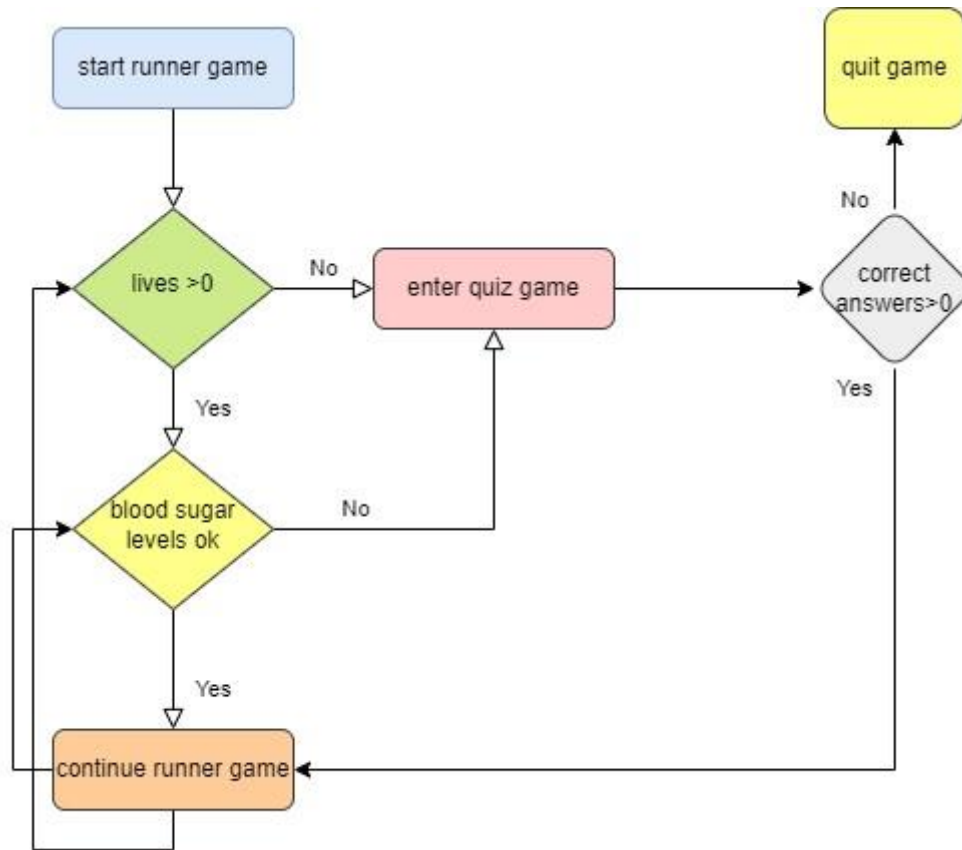 start runner game
quit game
No
lives >0
No
enter quiz game
correct
answers>0
Yes
Yes
blood sugar
levels ok
No
Yes
continue runner game